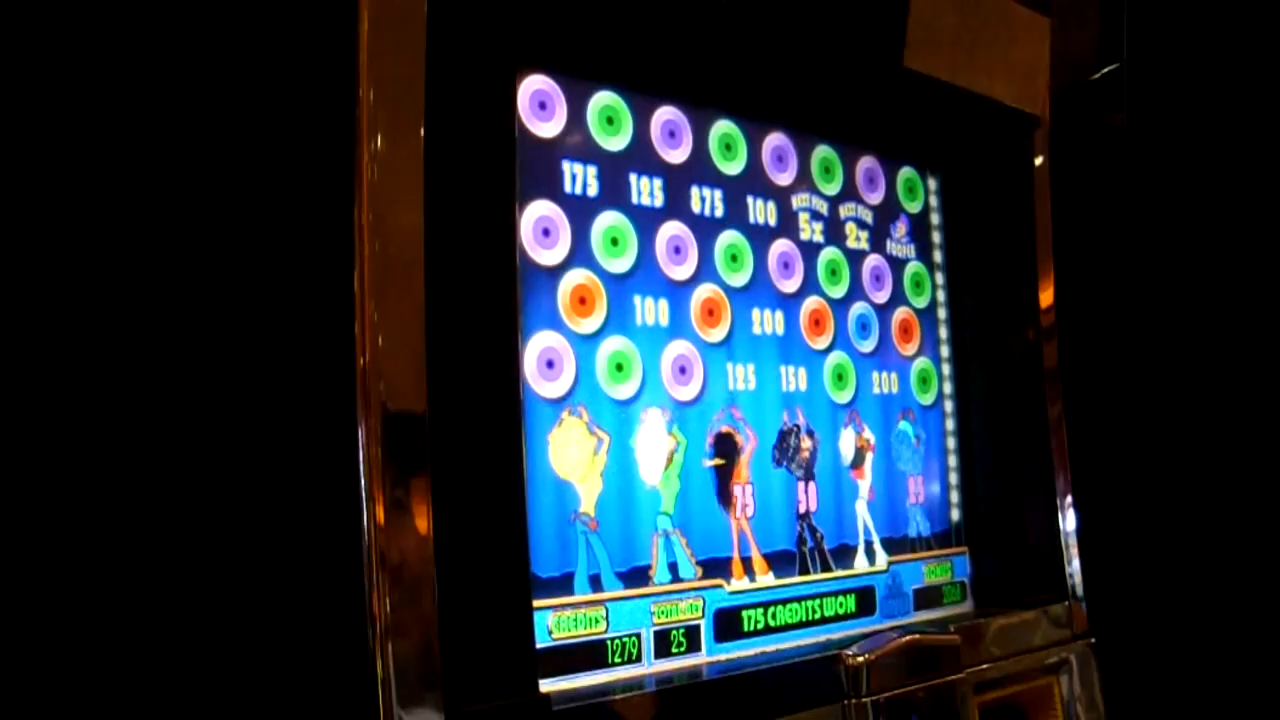 175 125 875 100 NEXT PICK 5x NEXT PICK 2x POOPER
100 200
125 150 200
75 50 25
CREDITS 1279
TOTAL BET 25
175 CREDITS WON
BONUS